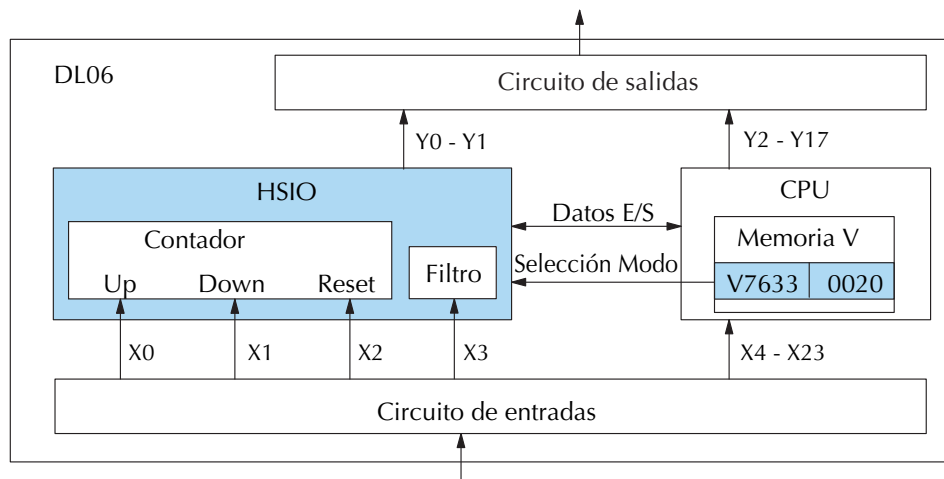 DL06
Circuito de salidas
Y0 - Y1
Y2 - Y17
HSIO
CPU
Datos E/S
Contador
Memoria V
Filtro
Selección Modo
Up Down Reset
V7633 0020
X0 X1 X2 X3 X4 - X23
Circuito de entradas